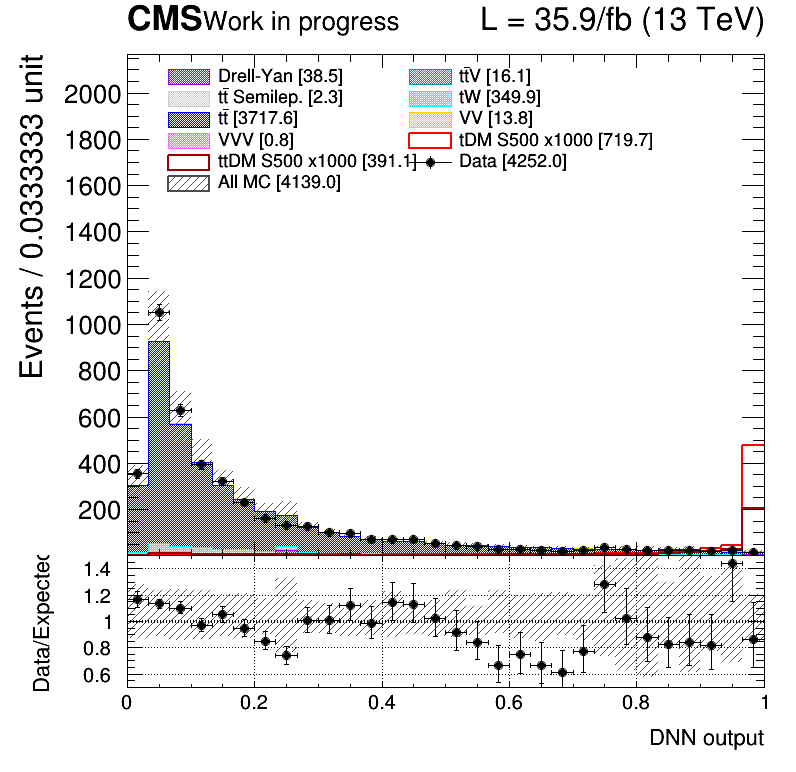 CMS Work in progress L = 35.9/fb (13 TeV)
Events / 0.0333333 unit
2000
1800
1600
1400
1200
1000
800
600
400
200
Drell-Yan [38.5]
tt̄ Semilep. [2.3]
tt̄ [3717.6]
VVV [0.8]
ttDM S500 x1000 [391.1]
All MC [4139.0]
tt̄V [16.1]
tW [349.9]
VV [13.8]
tDM S500 x1000 [719.7]
Data [4252.0]
Data/Expected
1.4
1.2
1
0.8
0.6
0 0.2 0.4 0.6 0.8 1
DNN output